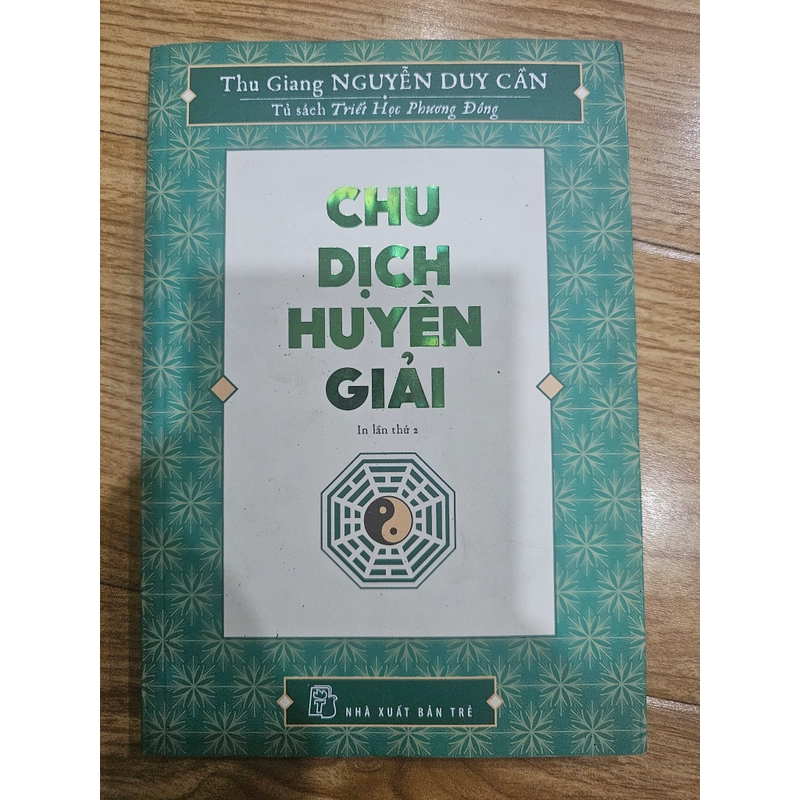 Thu Giang NGUYỄN DUY CẦN
Tủ sách Triết Học Phương Đông
CHU
DỊCH
HUYỀN
GIẢI
In lần thứ 2
NHÀ XUẤT BẢN TRẺ